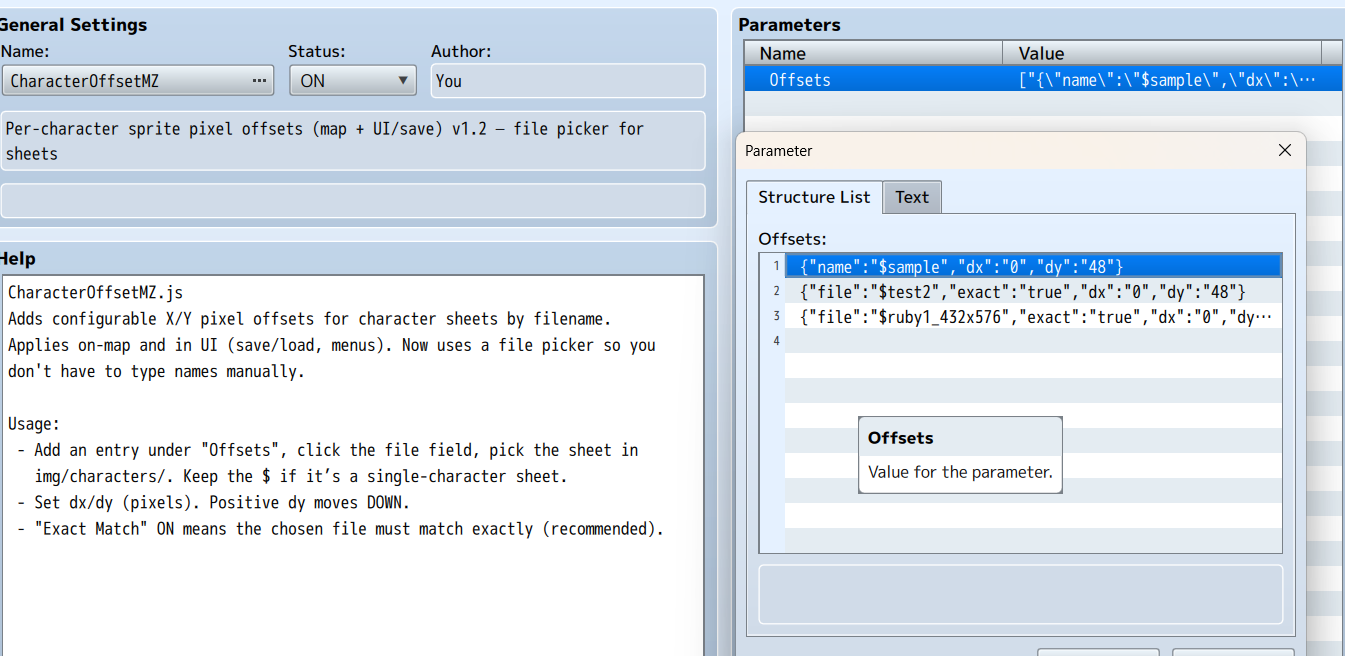 General Settings
Name:
Status:
Author:
CharacterOffsetMZ ...
ON
You
Per-character sprite pixel offsets (map + UI/save) v1.2 — file picker for
sheets
Help
CharacterOffsetMZ.js
Adds configurable X/Y pixel offsets for character sheets by filename.
Applies on-map and in UI (save/load, menus). Now uses a file picker so you
don't have to type names manually.
Usage:
- Add an entry under "Offsets", click the file field, pick the sheet in
img/characters/. Keep the $ if it’s a single-character sheet.
- Set dx/dy (pixels). Positive dy moves DOWN.
- "Exact Match" ON means the chosen file must match exactly (recommended).
Parameters
Name
Value
Offsets
["{\"name\":\"$sample\",\"dx\":\...
Parameter
Structure List
Text
Offsets:
1 {"name":"$sample","dx":"0","dy":"48"}
2 {"file":"$test2","exact":"true","dx":"0","dy":"48"}
3 {"file":"$ruby1_432x576","exact":"true","dx":"0","dy...
4
Offsets
Value for the parameter.